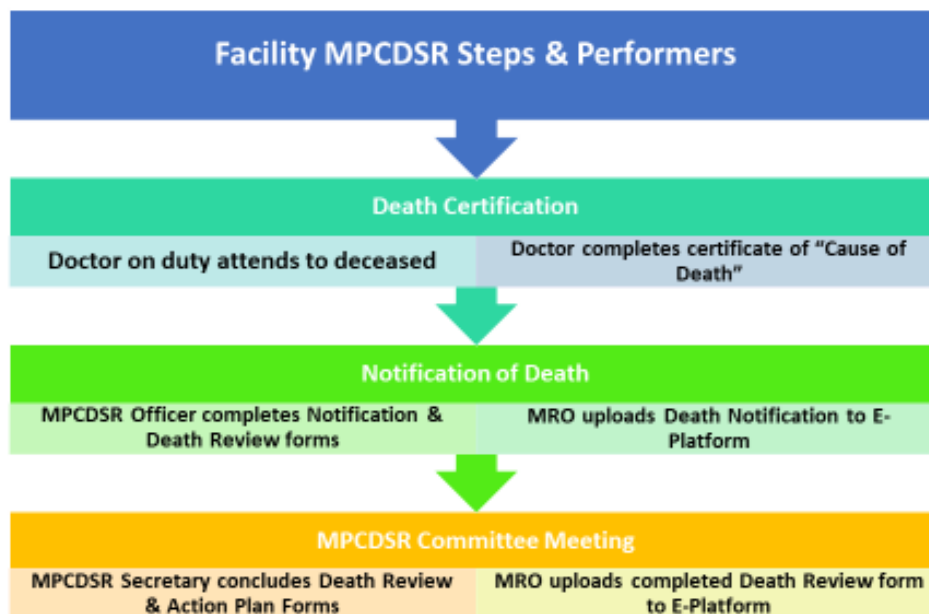 Facility MPCDSR Steps & Performers
Death Certification
Doctor on duty attends to deceased
Doctor completes certificate of “Cause of
Death”
Notification of Death
MPCDSR Officer completes Notification &
Death Review forms
MRO uploads Death Notification to E-
Platform
MPCDSR Committee Meeting
MPCDSR Secretary concludes Death Review
& Action Plan Forms
MRO uploads completed Death Review form
to E-Platform